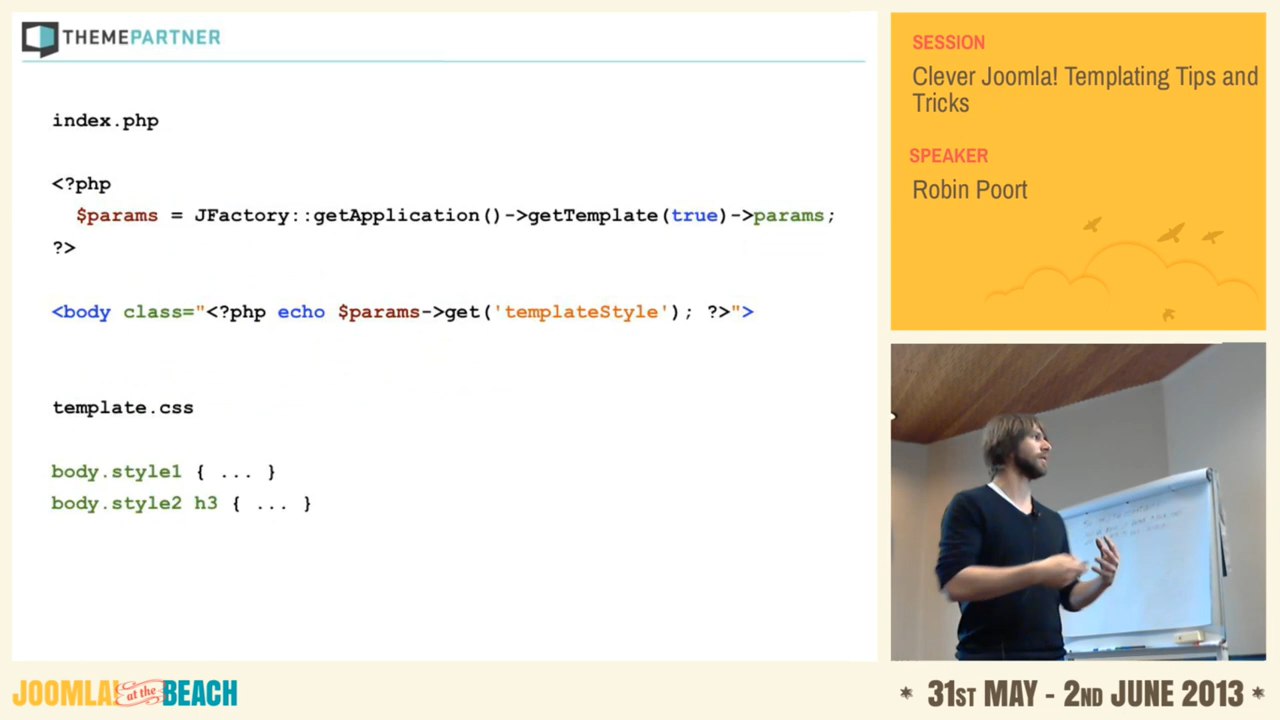 THEMEPARTNER
index.php
<?php
$params = JFactory::getApplication()->getTemplate(true)->params;
?>
<body class="<?php echo $params->get('templateStyle'); ?>">
template.css
body.style1 { ... }
body.style2 h3 { ... }
SESSION
Clever Joomla! Templating Tips and
Tricks
SPEAKER
Robin Poort
JOOMLA! at the BEACH
* 31ST MAY - 2ND JUNE 2013 *